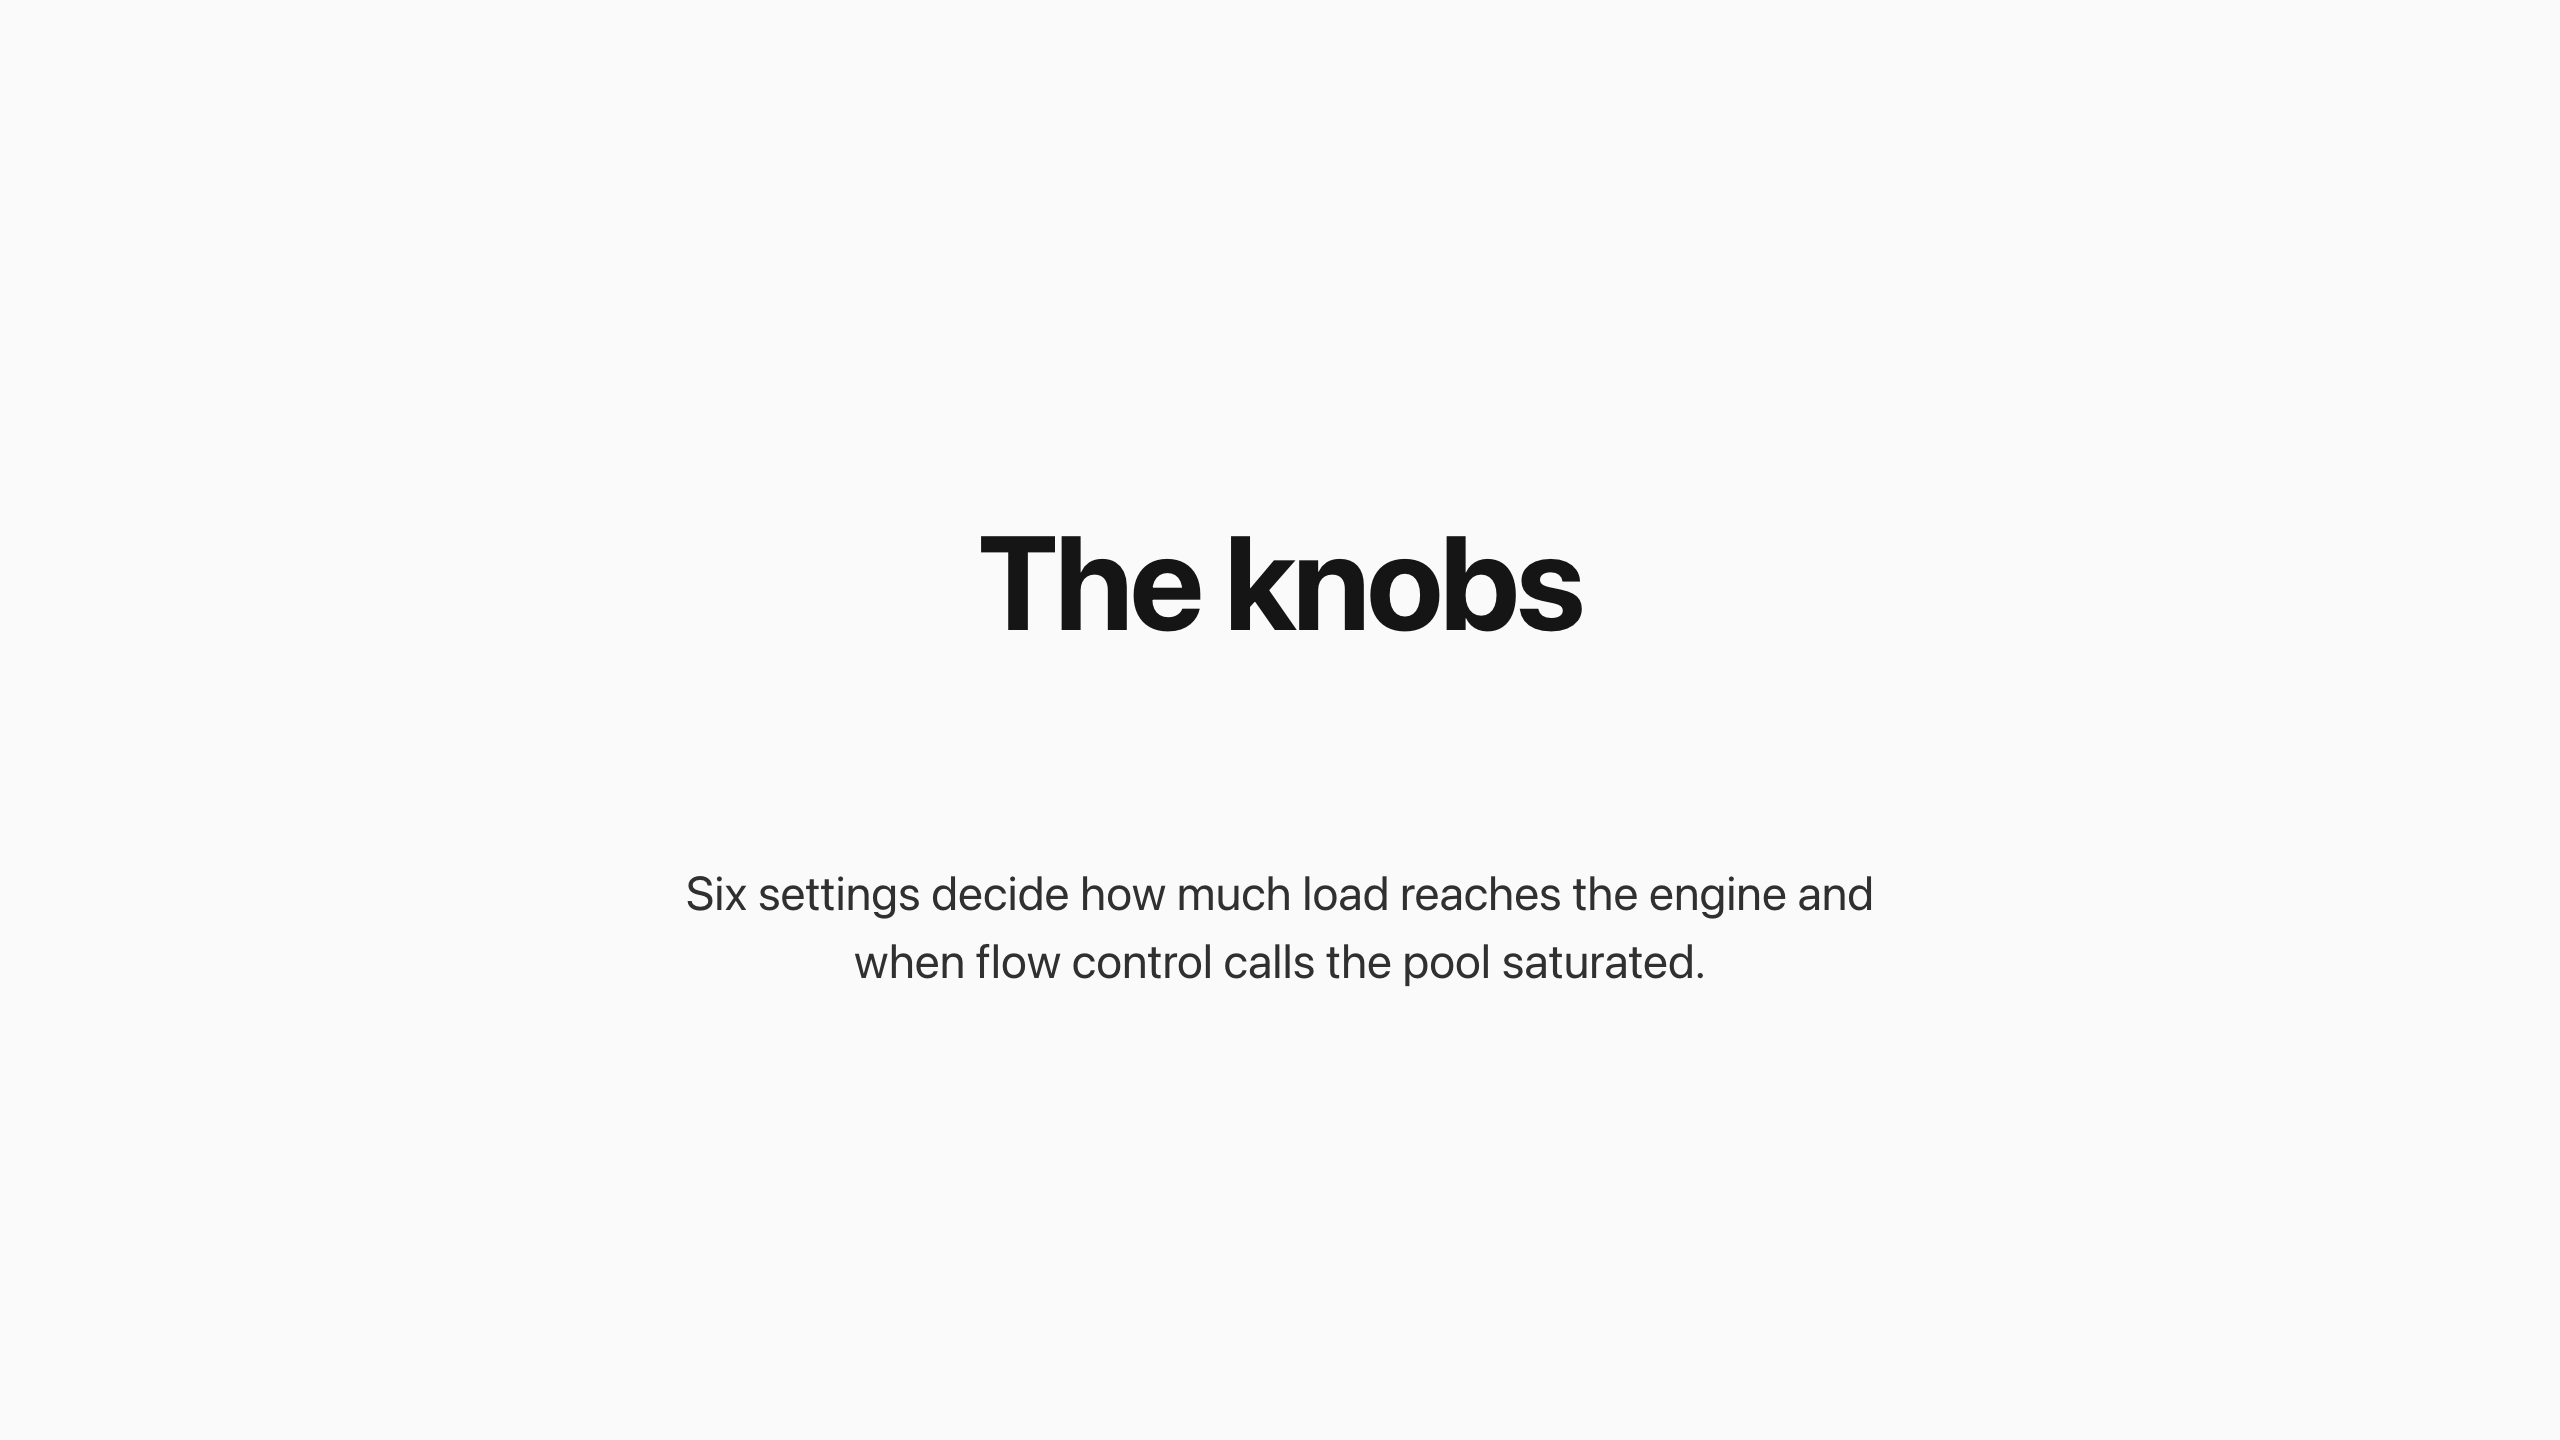 The knobs
Six settings decide how much load reaches the engine and
when flow control calls the pool saturated.